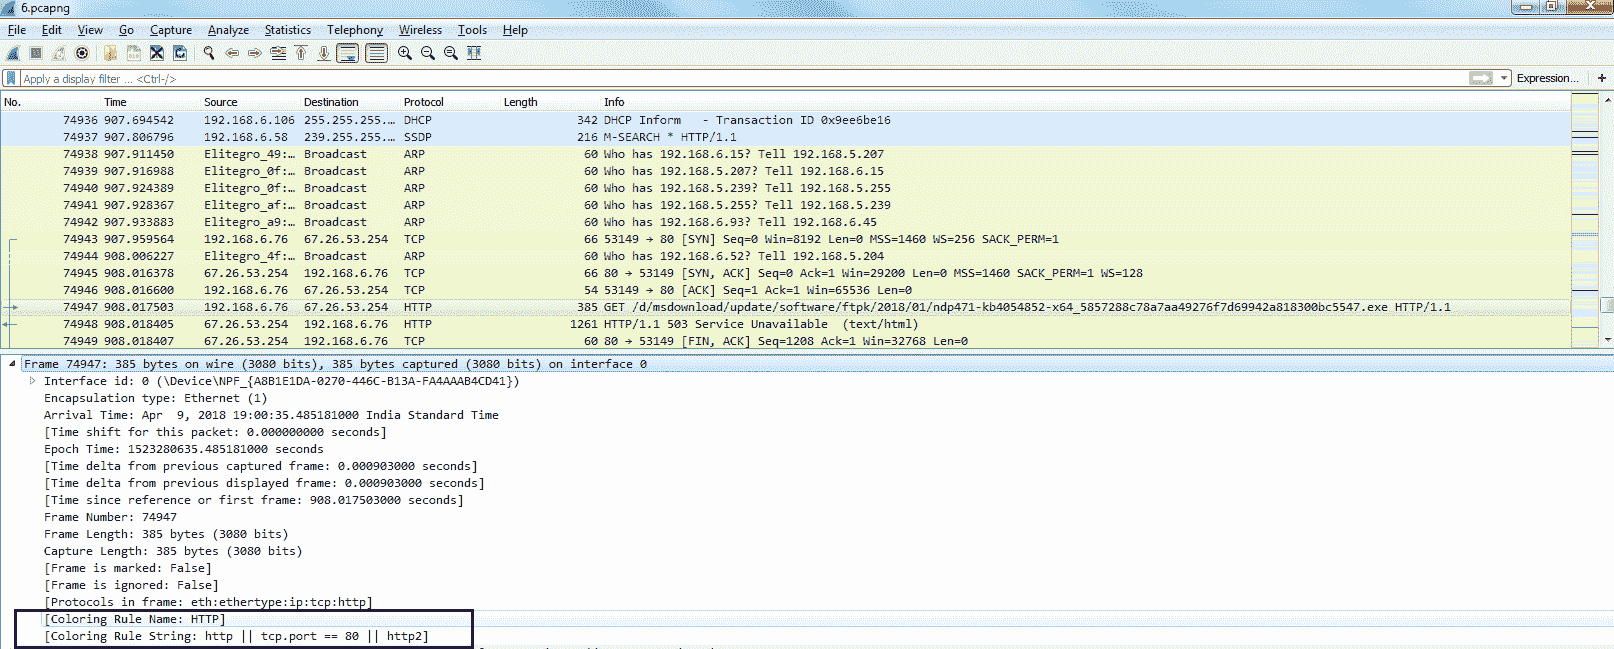 6.pcapng
File Edit View Go Capture Analyze Statistics Telephony Wireless Tools Help
Apply a display filter ... <Ctrl-/> Expression... +
No. Time Source Destination Protocol Length Info
74936 907.694542 192.168.6.106 255.255.255.… DHCP 342 DHCP Inform - Transaction ID 0x9ee6be16
74937 907.806796 192.168.6.58 239.255.255.… SSDP 216 M-SEARCH * HTTP/1.1
74938 907.911450 Elitegro_49:… Broadcast ARP 60 Who has 192.168.6.15? Tell 192.168.5.207
74939 907.916988 Elitegro_0f:… Broadcast ARP 60 Who has 192.168.5.207? Tell 192.168.6.15
74940 907.924389 Elitegro_0f:… Broadcast ARP 60 Who has 192.168.5.239? Tell 192.168.5.255
74941 907.928367 Elitegro_af:… Broadcast ARP 60 Who has 192.168.5.255? Tell 192.168.5.239
74942 907.933883 Elitegro_a9:… Broadcast ARP 60 Who has 192.168.6.93? Tell 192.168.6.45
74943 907.959564 192.168.6.76 67.26.53.254 TCP 66 53149 → 80 [SYN] Seq=0 Win=8192 Len=0 MSS=1460 WS=256 SACK_PERM=1
74944 908.006227 Elitegro_4f:… Broadcast ARP 60 Who has 192.168.6.52? Tell 192.168.5.204
74945 908.016378 67.26.53.254 192.168.6.76 TCP 66 80 → 53149 [SYN, ACK] Seq=0 Ack=1 Win=29200 Len=0 MSS=1460 SACK_PERM=1 WS=128
74946 908.016600 192.168.6.76 67.26.53.254 TCP 54 53149 → 80 [ACK] Seq=1 Ack=1 Win=65536 Len=0
74947 908.017503 192.168.6.76 67.26.53.254 HTTP 385 GET /d/msdownload/update/software/ftpk/2018/01/ndp471-kb4054852-x64_5857288c78a7aa49276f7d69942a818300bc5547.exe HTTP/1.1
74948 908.018405 67.26.53.254 192.168.6.76 HTTP 1261 HTTP/1.1 503 Service Unavailable (text/html)
74949 908.018407 67.26.53.254 192.168.6.76 TCP 60 80 → 53149 [FIN, ACK] Seq=1208 Ack=1 Win=32768 Len=0
Frame 74947: 385 bytes on wire (3080 bits), 385 bytes captured (3080 bits) on interface 0
Interface id: 0 (\Device\NPF_{A8B1E1DA-0270-446C-B13A-FA4AAAB4CD41})
Encapsulation type: Ethernet (1)
Arrival Time: Apr 9, 2018 19:00:35.485181000 India Standard Time
[Time shift for this packet: 0.000000000 seconds]
Epoch Time: 1523280635.485181000 seconds
[Time delta from previous captured frame: 0.000903000 seconds]
[Time delta from previous displayed frame: 0.000903000 seconds]
[Time since reference or first frame: 908.017503000 seconds]
Frame Number: 74947
Frame Length: 385 bytes (3080 bits)
Capture Length: 385 bytes (3080 bits)
[Frame is marked: False]
[Frame is ignored: False]
[Protocols in frame: eth:ethertype:ip:tcp:http]
[Coloring Rule Name: HTTP]
[Coloring Rule String: http || tcp.port == 80 || http2]